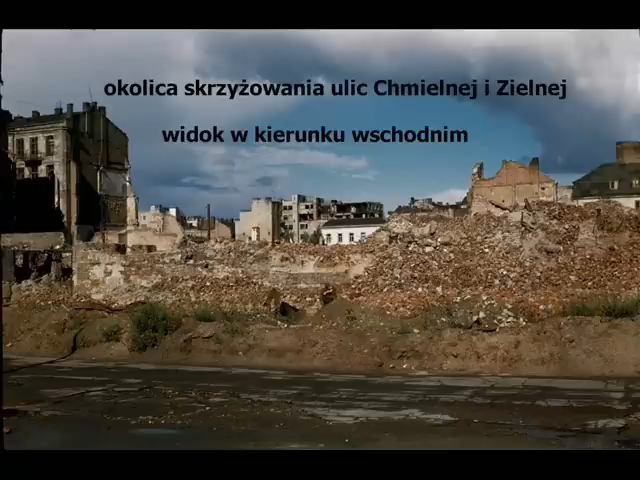 okolica skrzyżowania ulic Chmielnej i Zielnej
widok w kierunku wschodnim